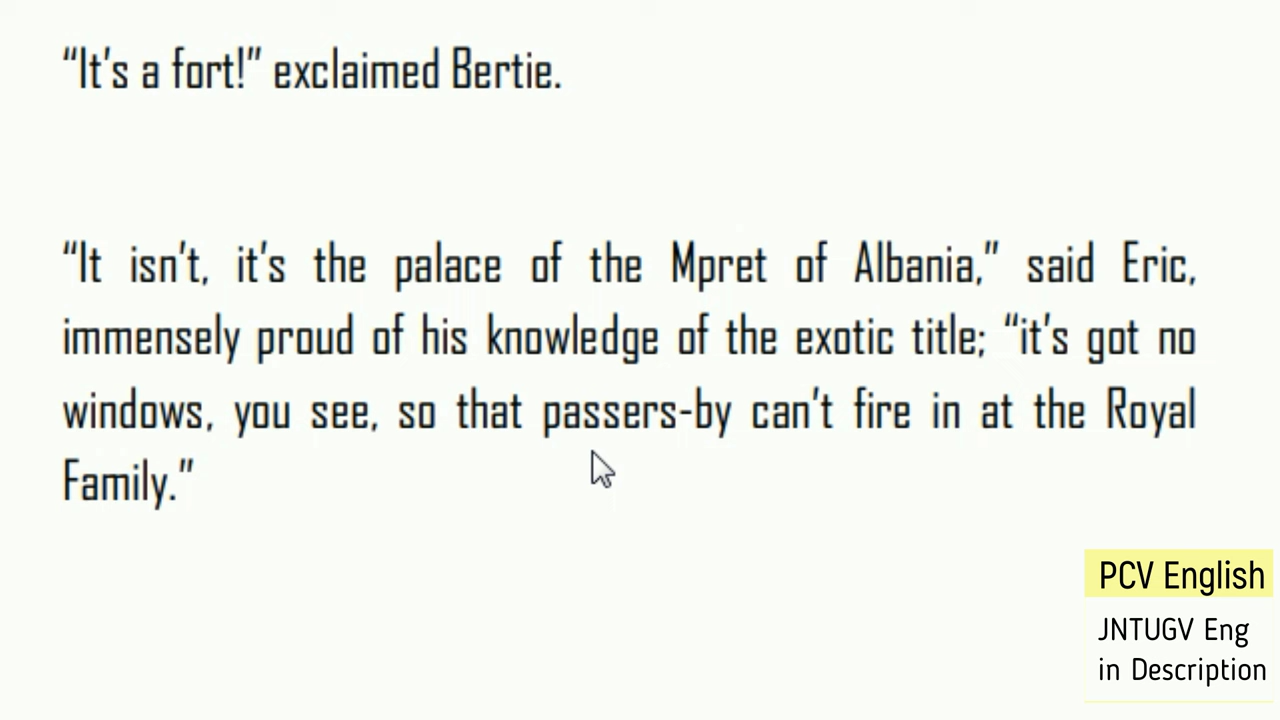 “It’s a fort!” exclaimed Bertie.
“It isn’t, it’s the palace of the Mpret of Albania,” said Eric,
immensely proud of his knowledge of the exotic title; “it’s got no
windows, you see, so that passers-by can’t fire in at the Royal
Family.”
PCV English
JNTUGV Eng
in Description